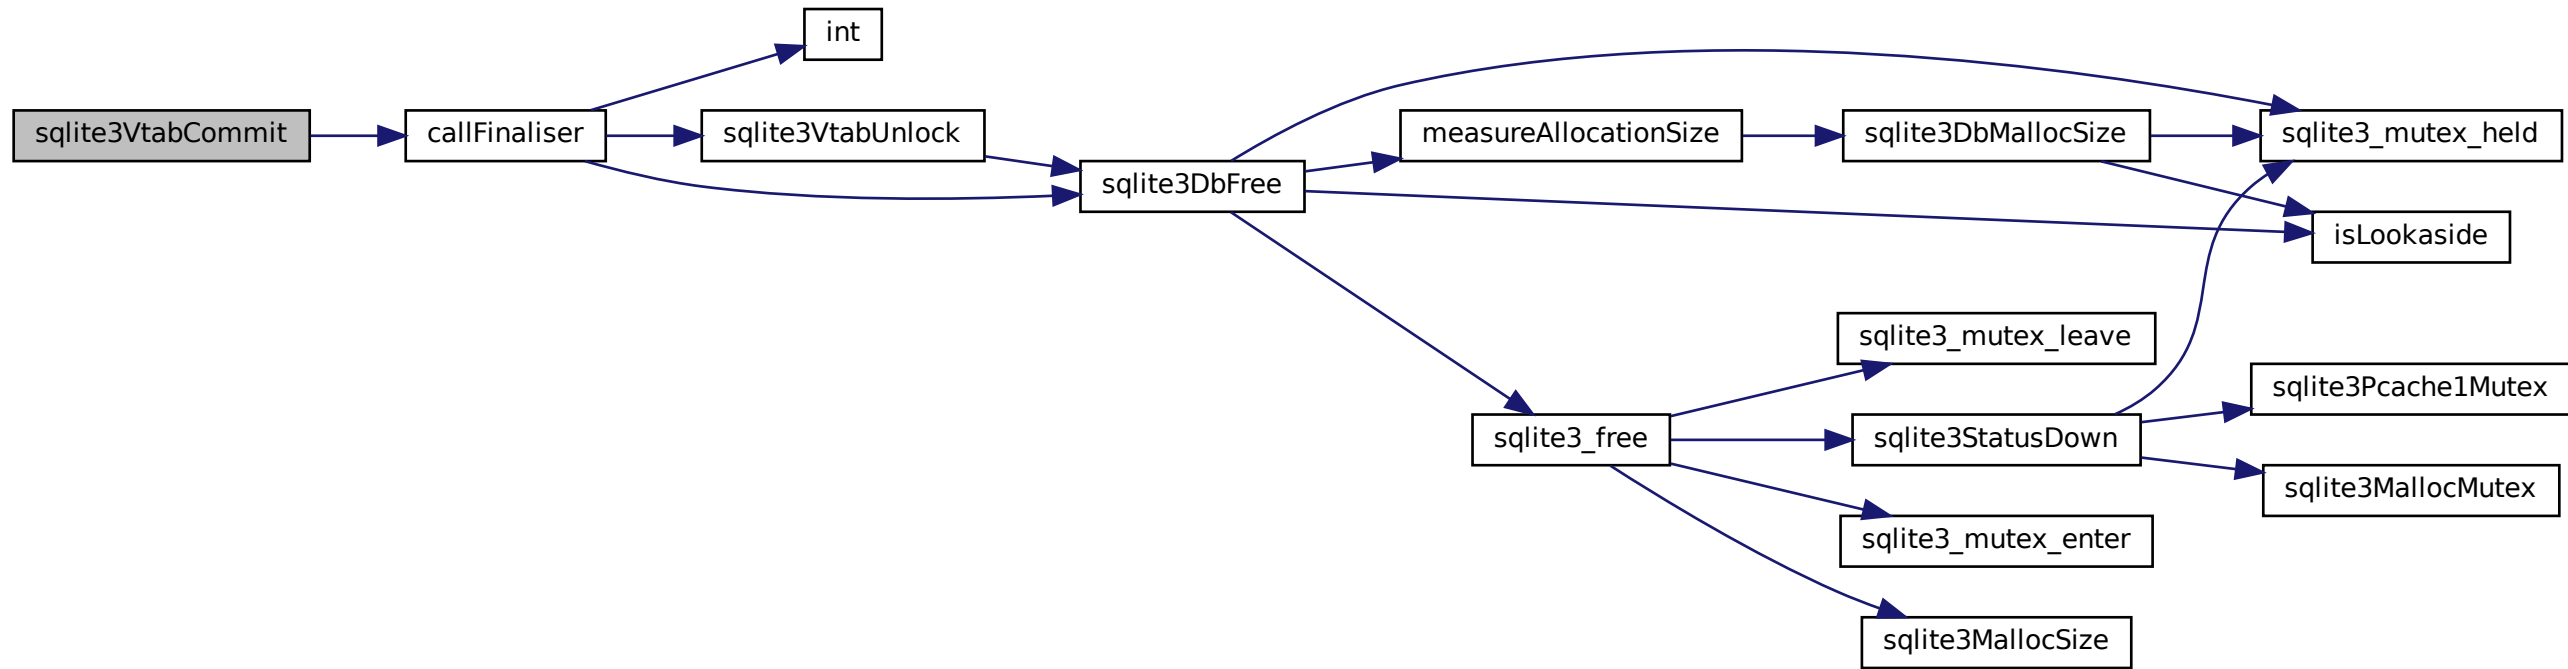 int
sqlite3VtabCommit
callFinaliser
sqlite3VtabUnlock
measureAllocationSize
sqlite3DbMallocSize
sqlite3_mutex_held
sqlite3DbFree
isLookaside
sqlite3_mutex_leave
sqlite3Pcache1Mutex
sqlite3_free
sqlite3StatusDown
sqlite3MallocMutex
sqlite3_mutex_enter
sqlite3MallocSize